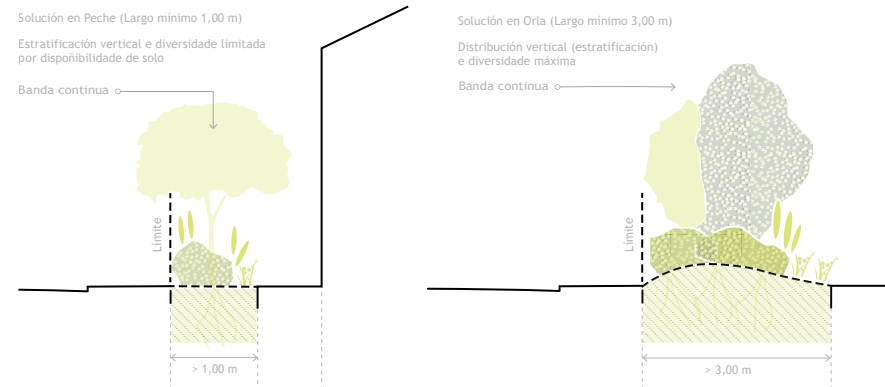 Solución en Peche (Largo mínimo 1,00 m)
Estratificación vertical e diversidade limitada
por dispoñibilidade de solo
Banda continua
Límite
> 1,00 m
Solución en Orla (Largo mínimo 3,00 m)
Distribución vertical (estratificación)
e diversidade máxima
Banda continua
Límite
> 3,00 m